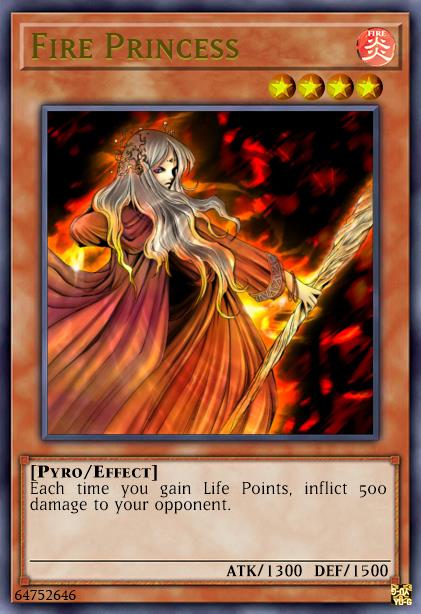 Fire Princess
FIRE
炎
[Pyro/Effect]
Each time you gain Life Points, inflict 500
damage to your opponent.
ATK/1300 DEF/1500
64752646